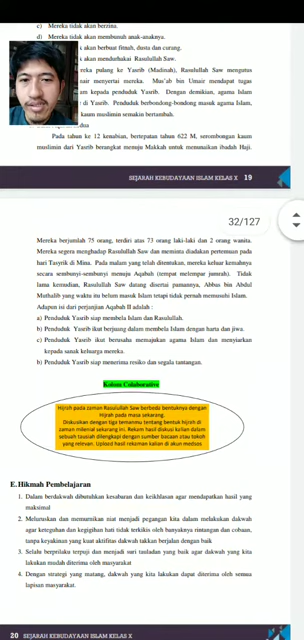 c) Mereka tidak akan berzina.
d) Mereka tidak akan membunuh anak-anaknya.
k akan berbuat fitnah, dusta dan curang.
k akan mendurhakai Rasulullah Saw.
reka pulang ke Yasrib (Madinah), Rasulullah Saw mengutus
nair menyertai mereka. Mus'ab bin Umair mendapat tugas
am kepada penduduk Yasrib. Dengan demikian, agama Islam
di Yasrib. Penduduk berbondong-bondong masuk agama Islam,
kaum muslimin semakin bertambah.
dua
Pada tahun ke 12 kenabian, bertepatan tahun 622 M, serombongan kaum
muslimin dari Yasrib berangkat menuju Makkah untuk menunaikan ibadah Haji.
SEJARAH KEBUDAYAAN ISLAM KELAS X 19
32/127
Mereka berjumlah 75 orang, terdiri atas 73 orang laki-laki dan 2 orang wanita.
Mereka segera menghadap Rasulullah Saw dan meminta diadakan pertemuan pada
hari Tasyrik di Mina. Pada malam yang telah ditentukan, mereka keluar kemahnya
secara sembunyi-sembunyi menuju Aqabah (tempat melempar jumrah). Tidak
lama kemudian, Rasulullah Saw datang disertai pamannya, Abbas bin Abdul
Muthalib yang waktu itu belum masuk Islam tetapi tidak pernah memusuhi Islam.
Adapun isi dari perjanjian Aqabah II adalah :
a) Penduduk Yasrib siap membela Islam dan Rasulullah.
b) Penduduk Yasrib ikut berjuang dalam membela Islam dengan harta dan jiwa.
c) Penduduk Yasrib ikut berusaha memajukan agama Islam dan menyiarkan
kepada sanak keluarga mereka.
b) Penduduk Yasrib siap menerima resiko dan segala tantangan.
Kolom Colaborative
Hijrah pada zaman Rasulullah Saw berbeda bentuknya dengan
Hijrah pada masa sekarang.
Diskusikan dengan tiga temanmu tentang bentuk hijrah di
zaman milenial sekarang ini. Rekam hasil diskusi kalian dalam
sebuah tausiah dilengkapi dengan sumber bacaan atau tokoh
yang relevan. Upload hasil rekaman kalian di akun medsos
E. Hikmah Pembelajaran
1. Dalam berdakwah dibutuhkan kesabaran dan keikhlasan agar mendapatkan hasil yang
maksimal
2. Meluruskan dan memurnikan niat menjadi pegangan kita dalam melakukan dakwah
agar keteguhan dan kegigihan hati tidak terkikis oleh banyaknya rintangan dan cobaan,
tanpa keyakinan yang kuat aktifitas dakwah takkan berjalan dengan baik
3. Selalu berprilaku terpuji dan menjadi suri tauladan yang baik agar dakwah yang kita
lakukan mudah diterima oleh masyarakat
4. Dengan strategi yang matang, dakwah yang kita lakukan dapat diterima oleh semua
lapisan masyarakat.
20 SEJARAH KEBUDAYAAN ISLAM KELAS X